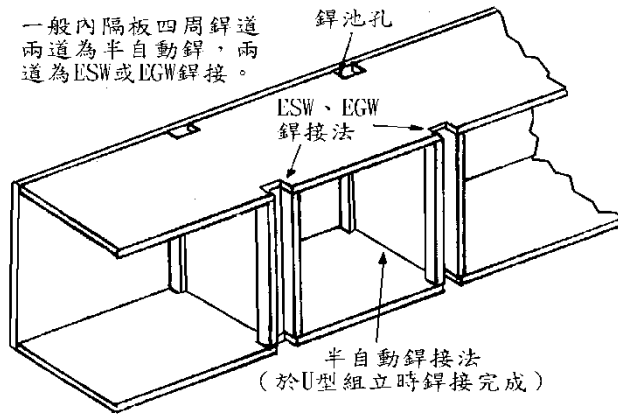 一般內隔板四周銲道
兩道為半自動銲，兩
道為ESW或EGW銲接。
銲池孔
ESW、EGW
銲接法
半自動銲接法
（於U型組立時銲接完成）